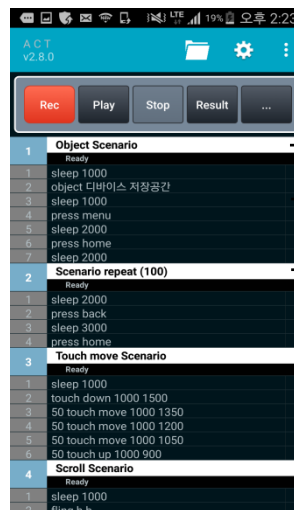 LTE 19% 오후 2:23
ACT
v2.8.0
Rec Play Stop Result ...
1 Object Scenario
Ready
1 sleep 1000
2 object 디바이스 저장공간
3 sleep 1000
4 press menu
5 sleep 2000
6 press home
7 sleep 2000
2 Scenario repeat (100)
Ready
1 sleep 2000
2 press back
3 sleep 3000
4 press home
3 Touch move Scenario
Ready
1 sleep 1000
2 touch down 1000 1500
3 50 touch move 1000 1350
4 50 touch move 1000 1200
5 50 touch move 1000 1050
6 50 touch up 1000 900
4 Scroll Scenario
Ready
1 sleep 1000